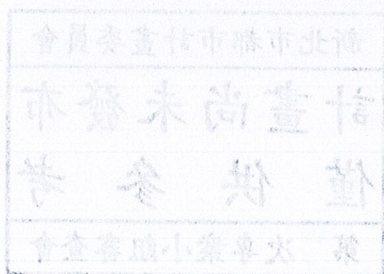 新北市都市計畫委員會
計畫尚未發布
僅供參考
第 次專案小組審查會